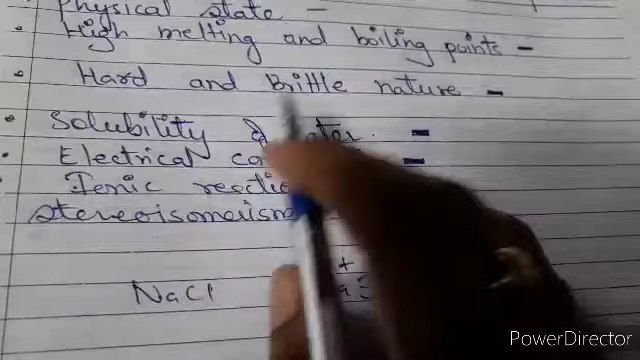 Physical state -
• High melting and boiling points -
• Hard and Brittle nature -
• Solubility -
• Electrical -
• Ionic
stereoisomerism
NaCl +
PowerDirector